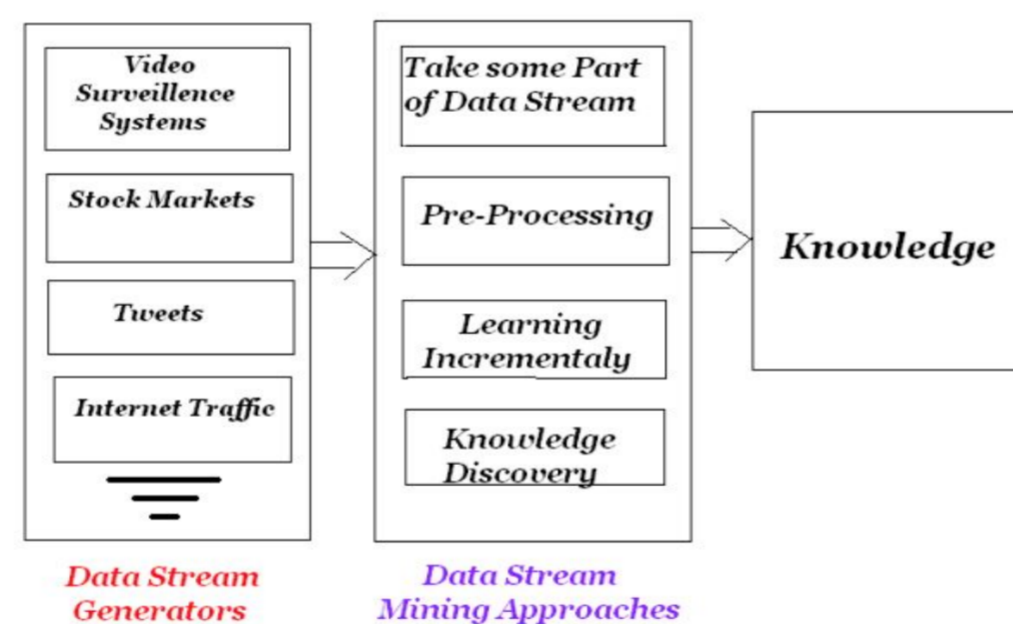 Video
Surveillence
Systems
Stock Markets
Tweets
Internet Traffic
Data Stream
Generators
Take some Part
of Data Stream
Pre-Processing
Learning
Incrementaly
Knowledge
Discovery
Data Stream
Mining Approaches
Knowledge